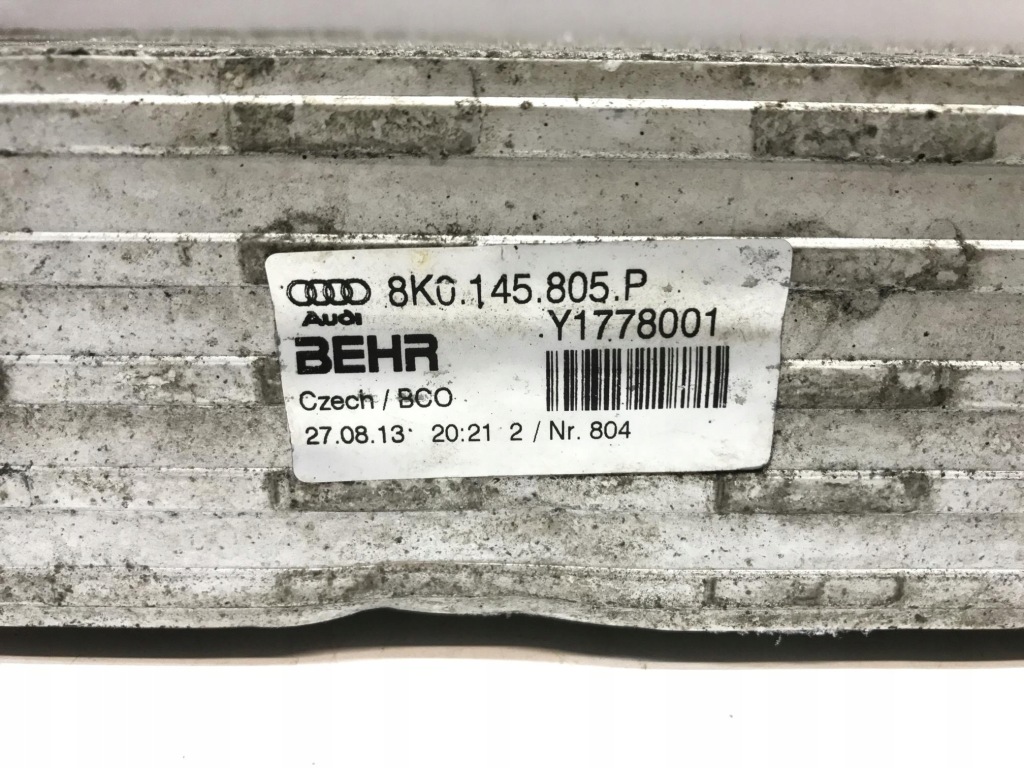 8K0.145.805.P
Audi
Y1778001
BEHR
Czech / BCO
27.08.13 20:21 2 / Nr. 804